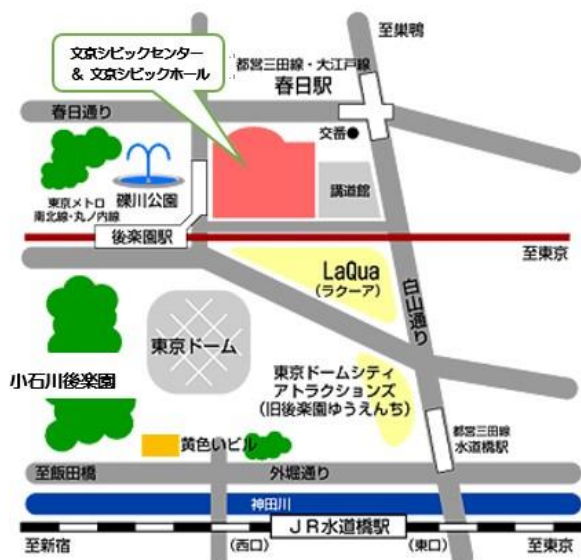 至巣鴨
文京シビックセンター
& 文京シビックホール
都営三田線・大江戸線
春日駅
春日通り
交番●
礫川公園
講道館
東京メトロ
南北線・丸ノ内線
後楽園駅
至東京
LaQua
(ラクーア)
白山通り
東京ドーム
小石川後楽園
東京ドームシティ
アトラクションズ
(旧後楽園ゆうえんち)
都営三田線
水道橋駅
黄色いビル
至飯田橋
外堀通り
神田川
JR水道橋駅
至新宿
(西口)
(東口)
至東京